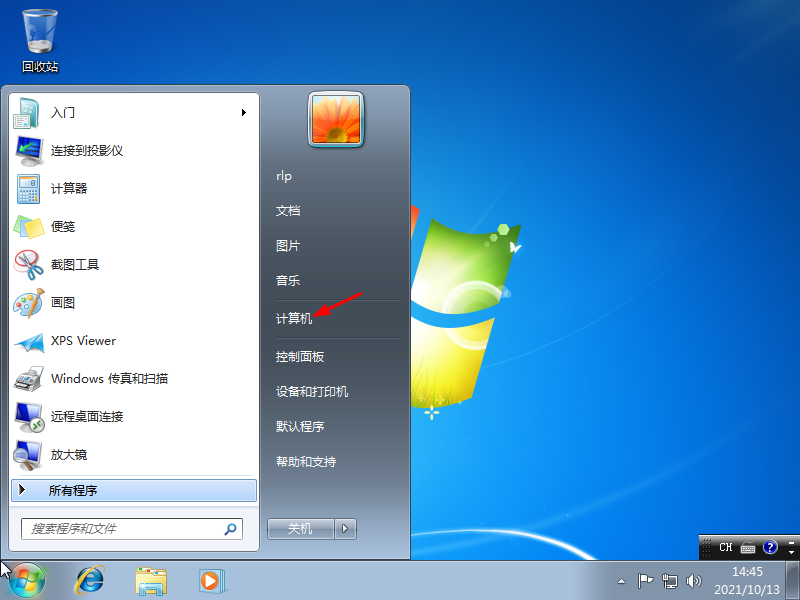 回收站
入门
连接到投影仪
计算器
便笺
截图工具
画图
XPS Viewer
Windows 传真和扫描
远程桌面连接
放大镜
所有程序
搜索程序和文件
rlp
文档
图片
音乐
计算机
控制面板
设备和打印机
默认程序
帮助和支持
关机
CH
14:45
2021/10/13